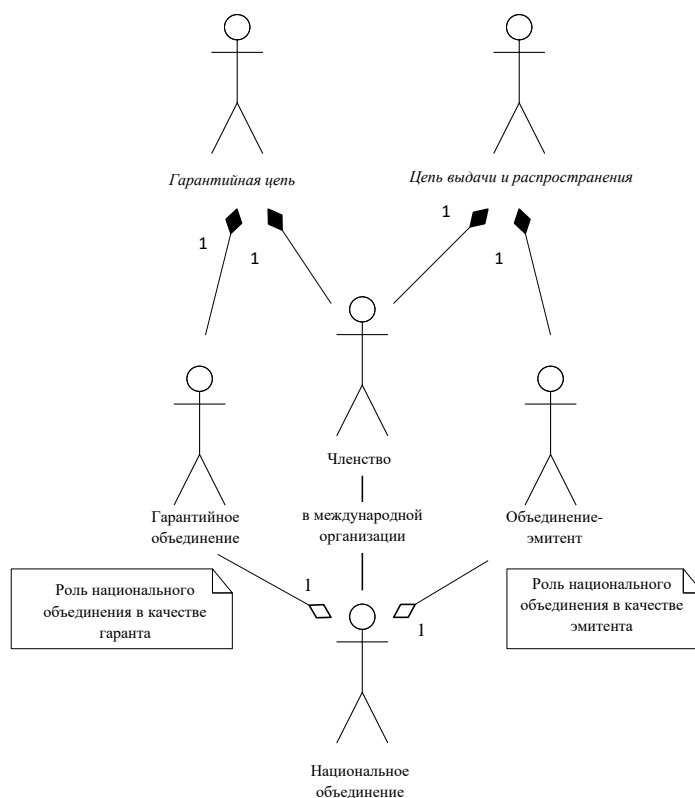 Гарантийная цепь
Цепь выдачи и распространения
1
1
1
1
Членство
Гарантийное
объединение
в международной
организации
Объединение-
эмитент
Роль национального
объединения в качестве
гаранта
1
1
Роль национального
объединения в качестве
эмитента
Национальное
объединение